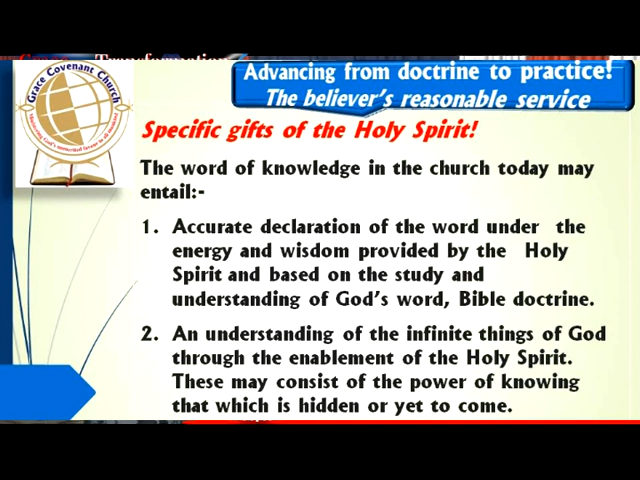 Grace Covenant Church
Advancing from doctrine to practice!
The believer's reasonable service
Specific gifts of the Holy Spirit!
The word of knowledge in the church today may
entail:-
1. Accurate declaration of the word under the
energy and wisdom provided by the Holy
Spirit and based on the study and
understanding of God's word, Bible doctrine.
2. An understanding of the infinite things of God
through the enablement of the Holy Spirit.
These may consist of the power of knowing
that which is hidden or yet to come.